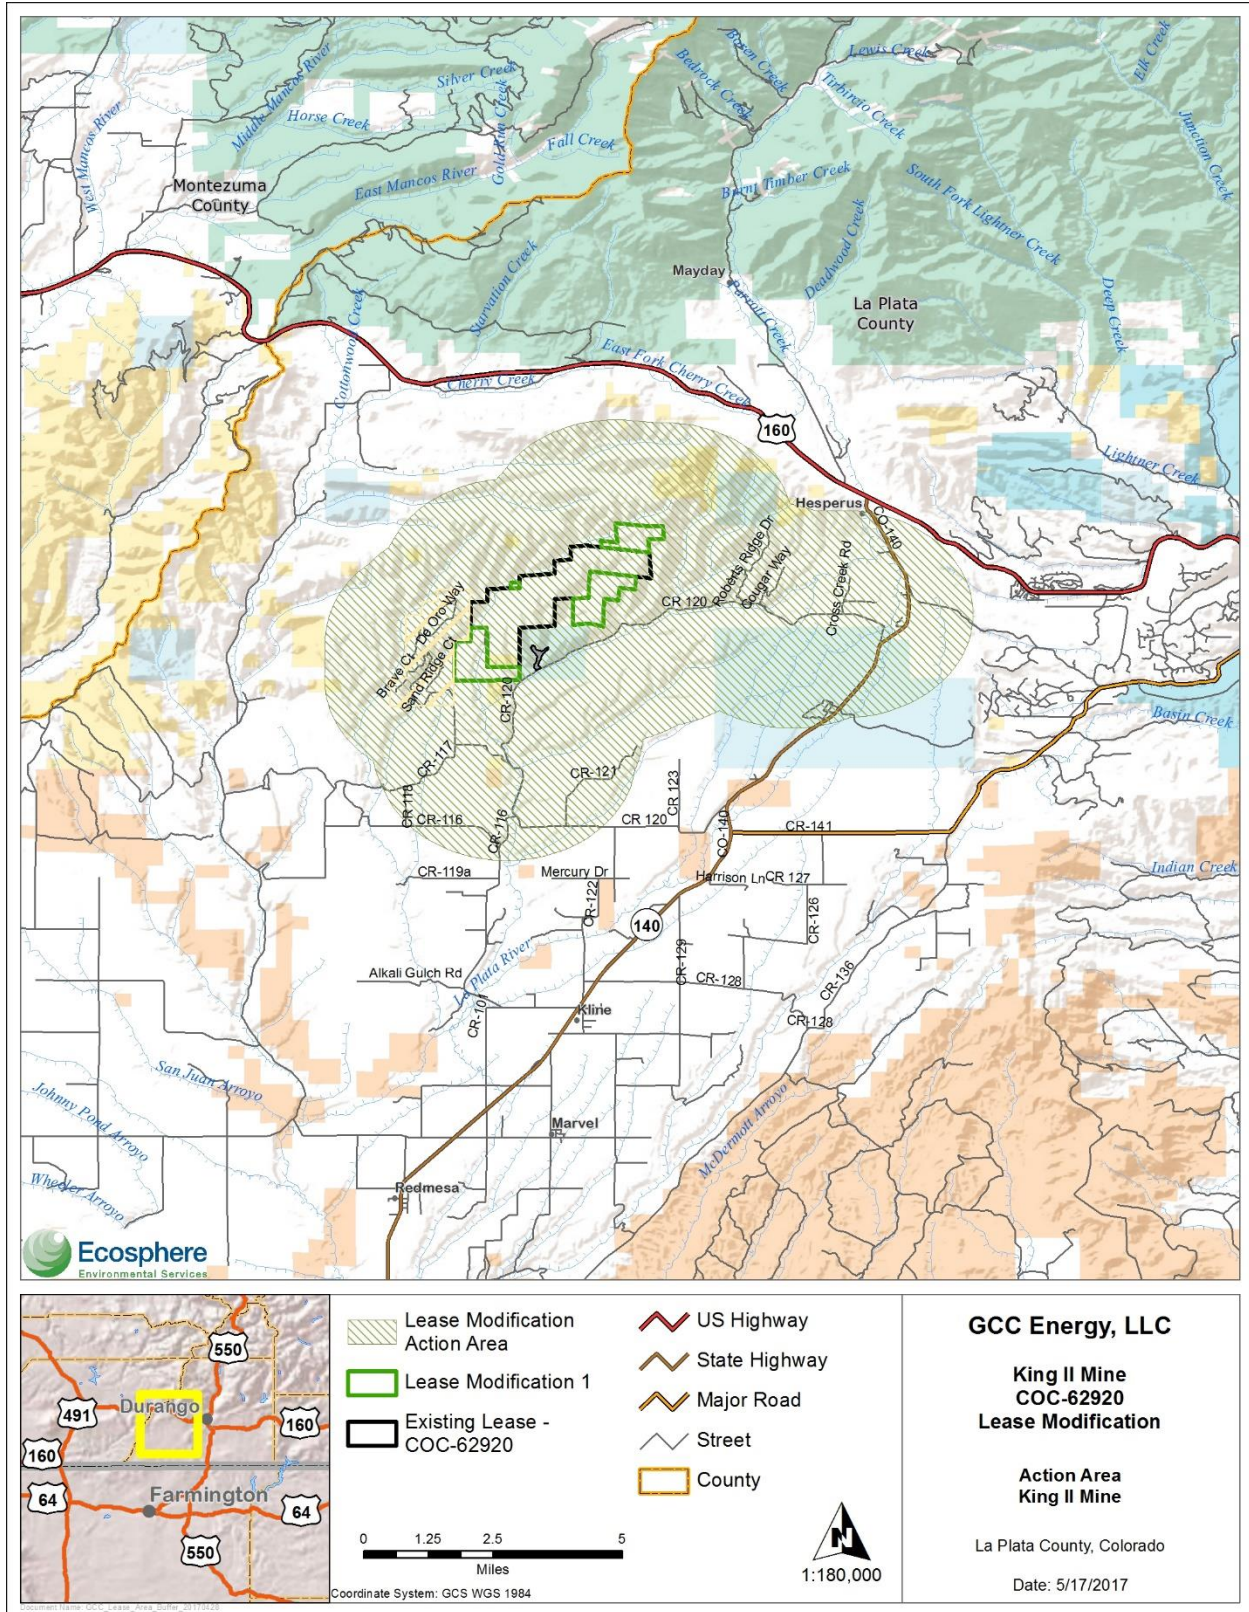 West Mancos River
Middle Mancos River
Silver Creek
Horse Creek
Gold Run Creek
Fall Creek
East Mancos River
Montezuma
County
Bedrock Creek
Basen Creek
Lewis Creek
Tirbircio Creek
Elk Creek
Junction Creek
Burnt Timber Creek
South Fork Lightner Creek
Deadwood Creek
Deep Creek
Mayday
Parrott Creek
La Plata
County
Starvation Creek
Cottonwood Creek
Cherry Creek
East Fork Cherry Creek
160
Lightner Creek
Hesperus
CO-140
Roberts Ridge Dr
Cougar Way
Cross Creek Rd
CR 120
De Oro Way
Brave Ct
Sand Ridge Ct
CR-120
Basin Creek
CR-117
CR-121
CR 123
CR 118
CR-116
CR-116
CR 120
CO-140
CR-141
CR-119a
Mercury Dr
Harrison Ln
CR 127
Indian Creek
CR-122
140
CR-126
CR-129
Alkali Gulch Rd
La Plata River
CR-128
CR-136
CR-101
Kline
CR-128
San Juan Arroyo
Johnny Pond Arroyo
Wheeler Arroyo
Marvel
McDermott Arroyo
Redmesa
Ecosphere
Environmental Services
550
491
Durango
160
160
64
Farmington
64
550
Lease Modification
Action Area
Lease Modification 1
Existing Lease -
COC-62920
US Highway
State Highway
Major Road
Street
County
0 1.25 2.5 5
Miles
Coordinate System: GCS WGS 1984
N
1:180,000
GCC Energy, LLC
King II Mine
COC-62920
Lease Modification
Action Area
King II Mine
La Plata County, Colorado
Date: 5/17/2017
Document Name: GCC_Lease_Area_Buffer_20170428